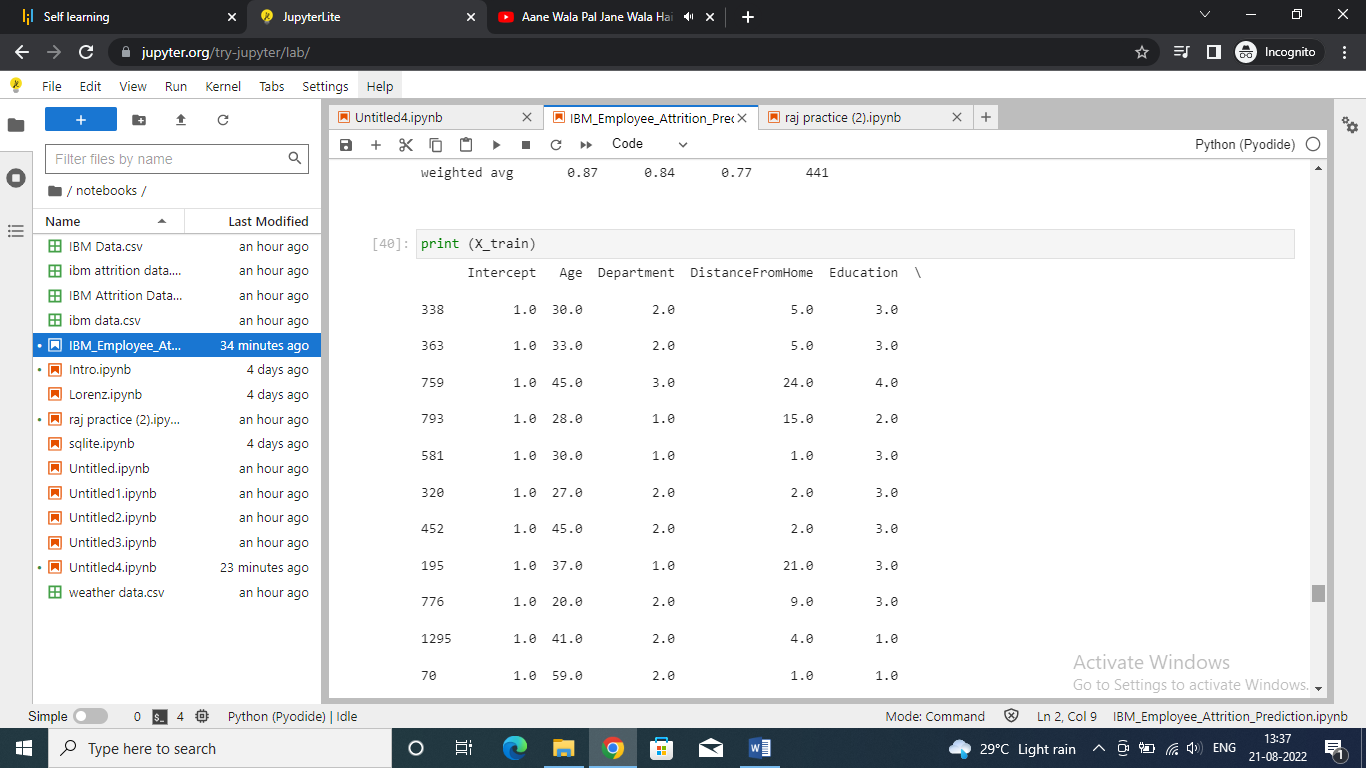 Self learning
JupyterLite
Aane Wala Pal Jane Wala Hai
jupyter.org/try-jupyter/lab/
Incognito
File Edit View Run Kernel Tabs Settings Help
Filter files by name
/ notebooks /
Name Last Modified
IBM Data.csv an hour ago
ibm attrition data.... an hour ago
IBM Attrition Data... an hour ago
ibm data.csv an hour ago
IBM_Employee_At... 34 minutes ago
Intro.ipynb 4 days ago
Lorenz.ipynb 4 days ago
raj practice (2).ipy... an hour ago
sqlite.ipynb 4 days ago
Untitled.ipynb an hour ago
Untitled1.ipynb an hour ago
Untitled2.ipynb an hour ago
Untitled3.ipynb an hour ago
Untitled4.ipynb 23 minutes ago
weather data.csv an hour ago
Untitled4.ipynb IBM_Employee_Attrition_Prec raj practice (2).ipynb
Code Python (Pyodide)
weighted avg 0.87 0.84 0.77 441
[40]: print (X_train)
Intercept Age Department DistanceFromHome Education \
338 1.0 30.0 2.0 5.0 3.0
363 1.0 33.0 2.0 5.0 3.0
759 1.0 45.0 3.0 24.0 4.0
793 1.0 28.0 1.0 15.0 2.0
581 1.0 30.0 1.0 1.0 3.0
320 1.0 27.0 2.0 2.0 3.0
452 1.0 45.0 2.0 2.0 3.0
195 1.0 37.0 1.0 21.0 3.0
776 1.0 20.0 2.0 9.0 3.0
1295 1.0 41.0 2.0 4.0 1.0
70 1.0 59.0 2.0 1.0 1.0
Activate Windows
Go to Settings to activate Windows.
Simple 0 4 Python (Pyodide) | Idle Mode: Command Ln 2, Col 9 IBM_Employee_Attrition_Prediction.ipynb
Type here to search
29°C Light rain ENG
13:37
21-08-2022
1